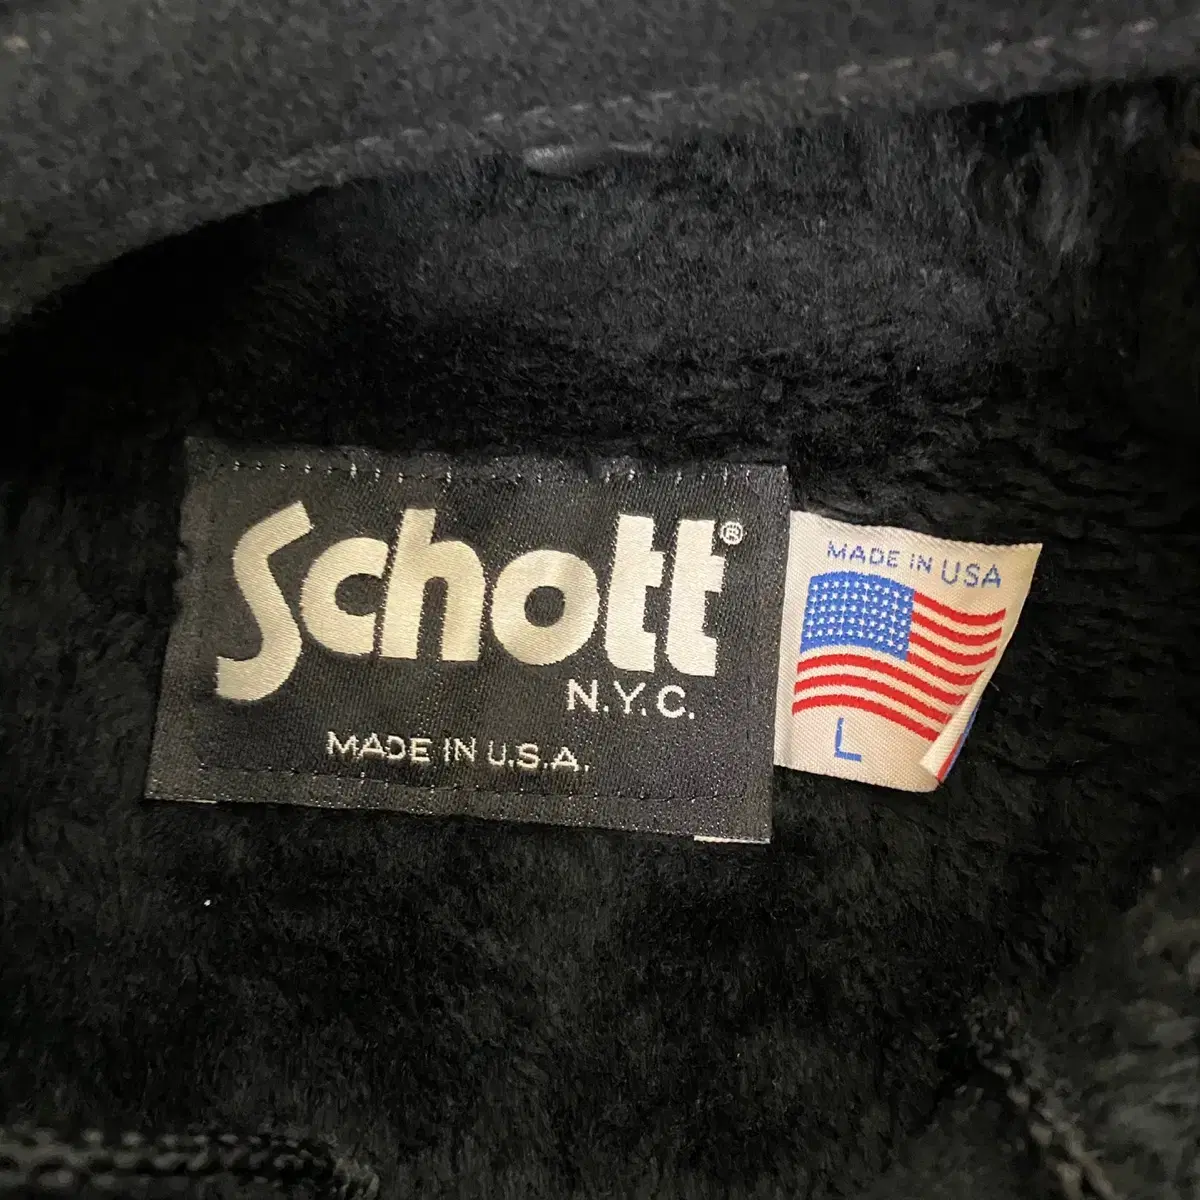 Schott®
N.Y.C.
MADE IN U.S.A.
MADE IN USA
L